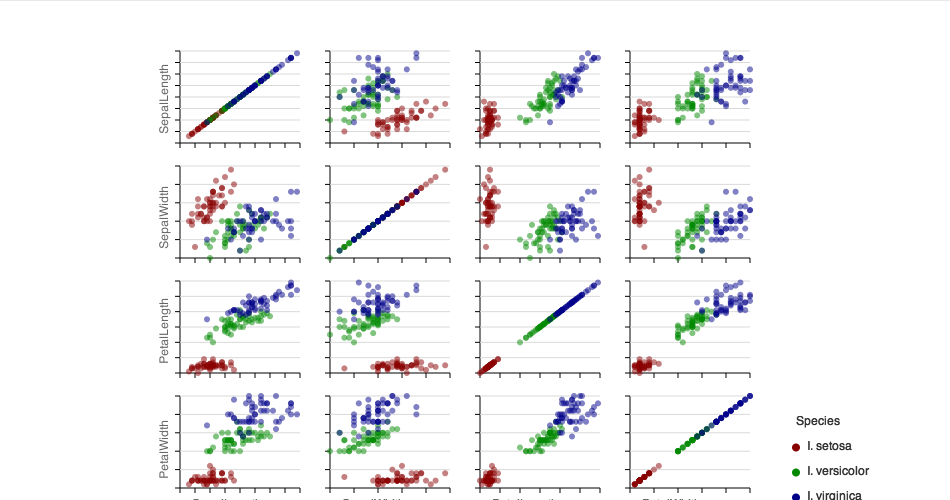 SepalLength
SepalWidth
PetalLength
PetalWidth
Species
I. setosa
I. versicolor
I. virginica